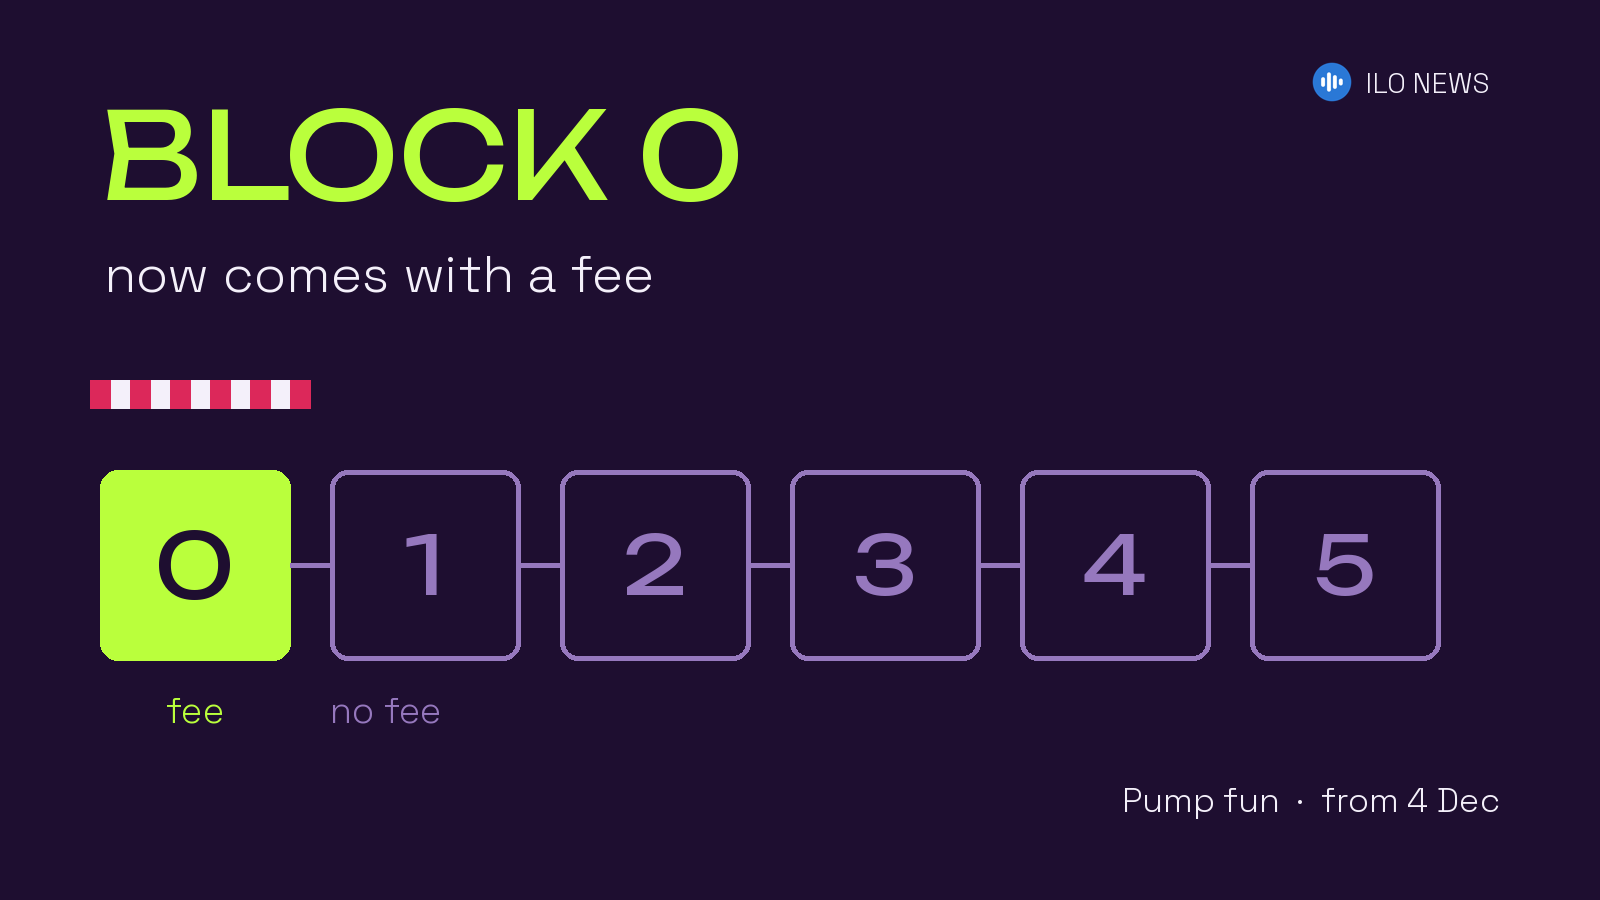 ILO NEWS
BLOCK 0
now comes with a fee
0
1
2
3
4
5
fee
no fee
Pump fun · from 4 Dec